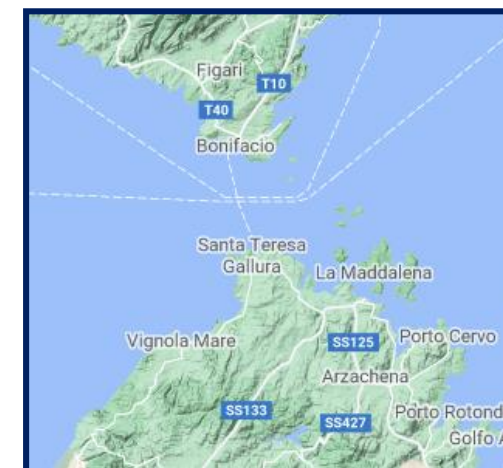 Figari
T10
T40
Bonifacio
Santa Teresa
Gallura
La Maddalena
Vignola Mare
SS125
Porto Cervo
Arzachena
SS133
SS427
Porto Rotond
Golfo A